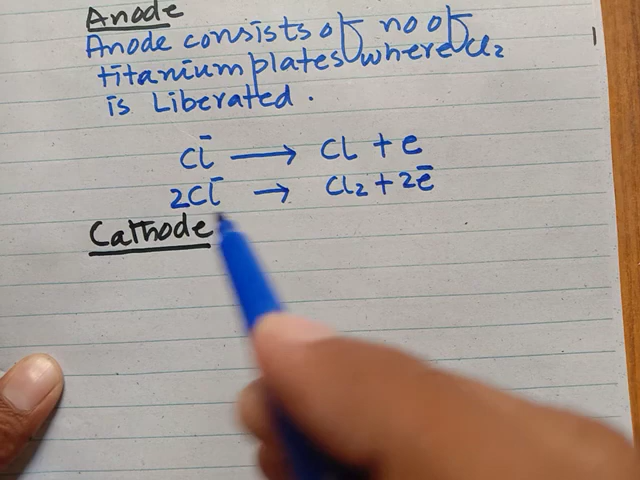 Anode
Anode consists of no of
titanium plates where Cl₂
is Liberated.
Cl⁻ → Cl + e
2Cl⁻ → Cl₂ + 2e⁻
Cathode